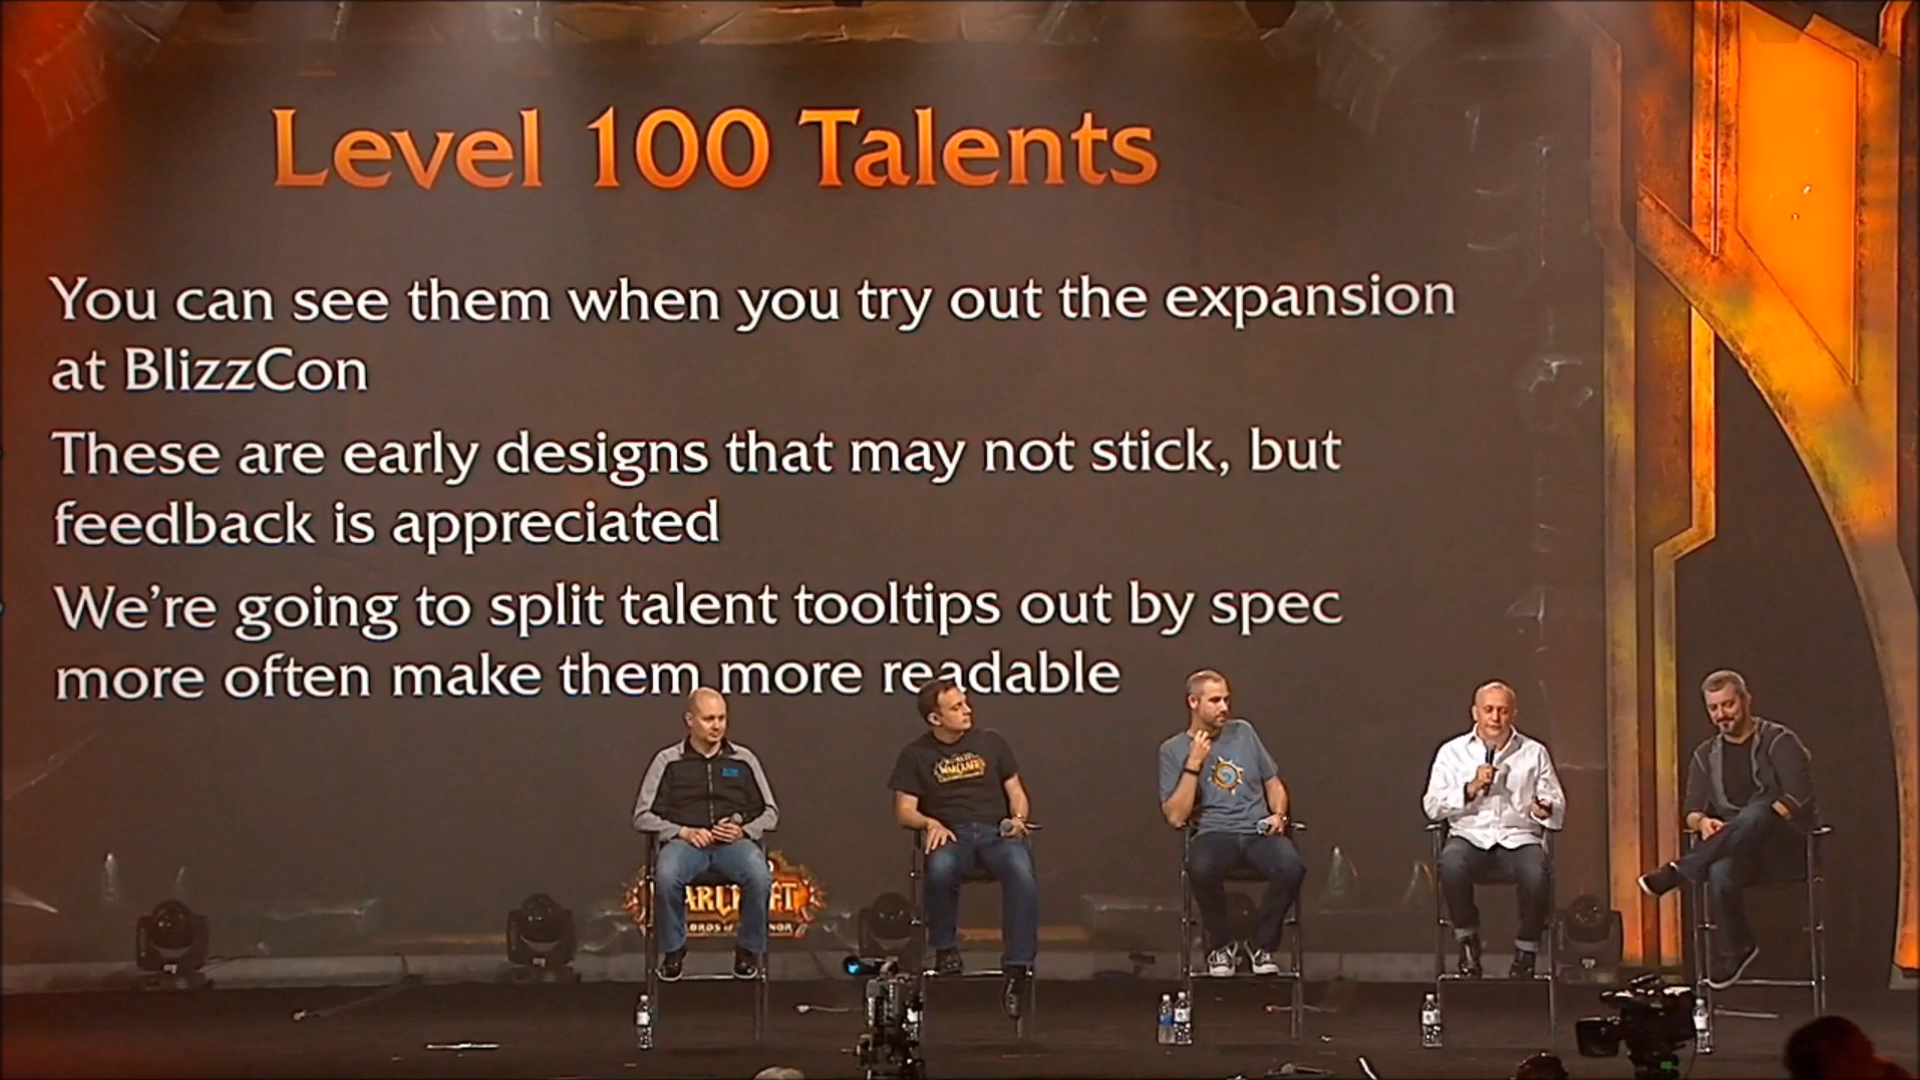 Level 100 Talents
You can see them when you try out the expansion
at BlizzCon
These are early designs that may not stick, but
feedback is appreciated
We're going to split talent tooltips out by spec
more often make them more readable
WARCRAFT